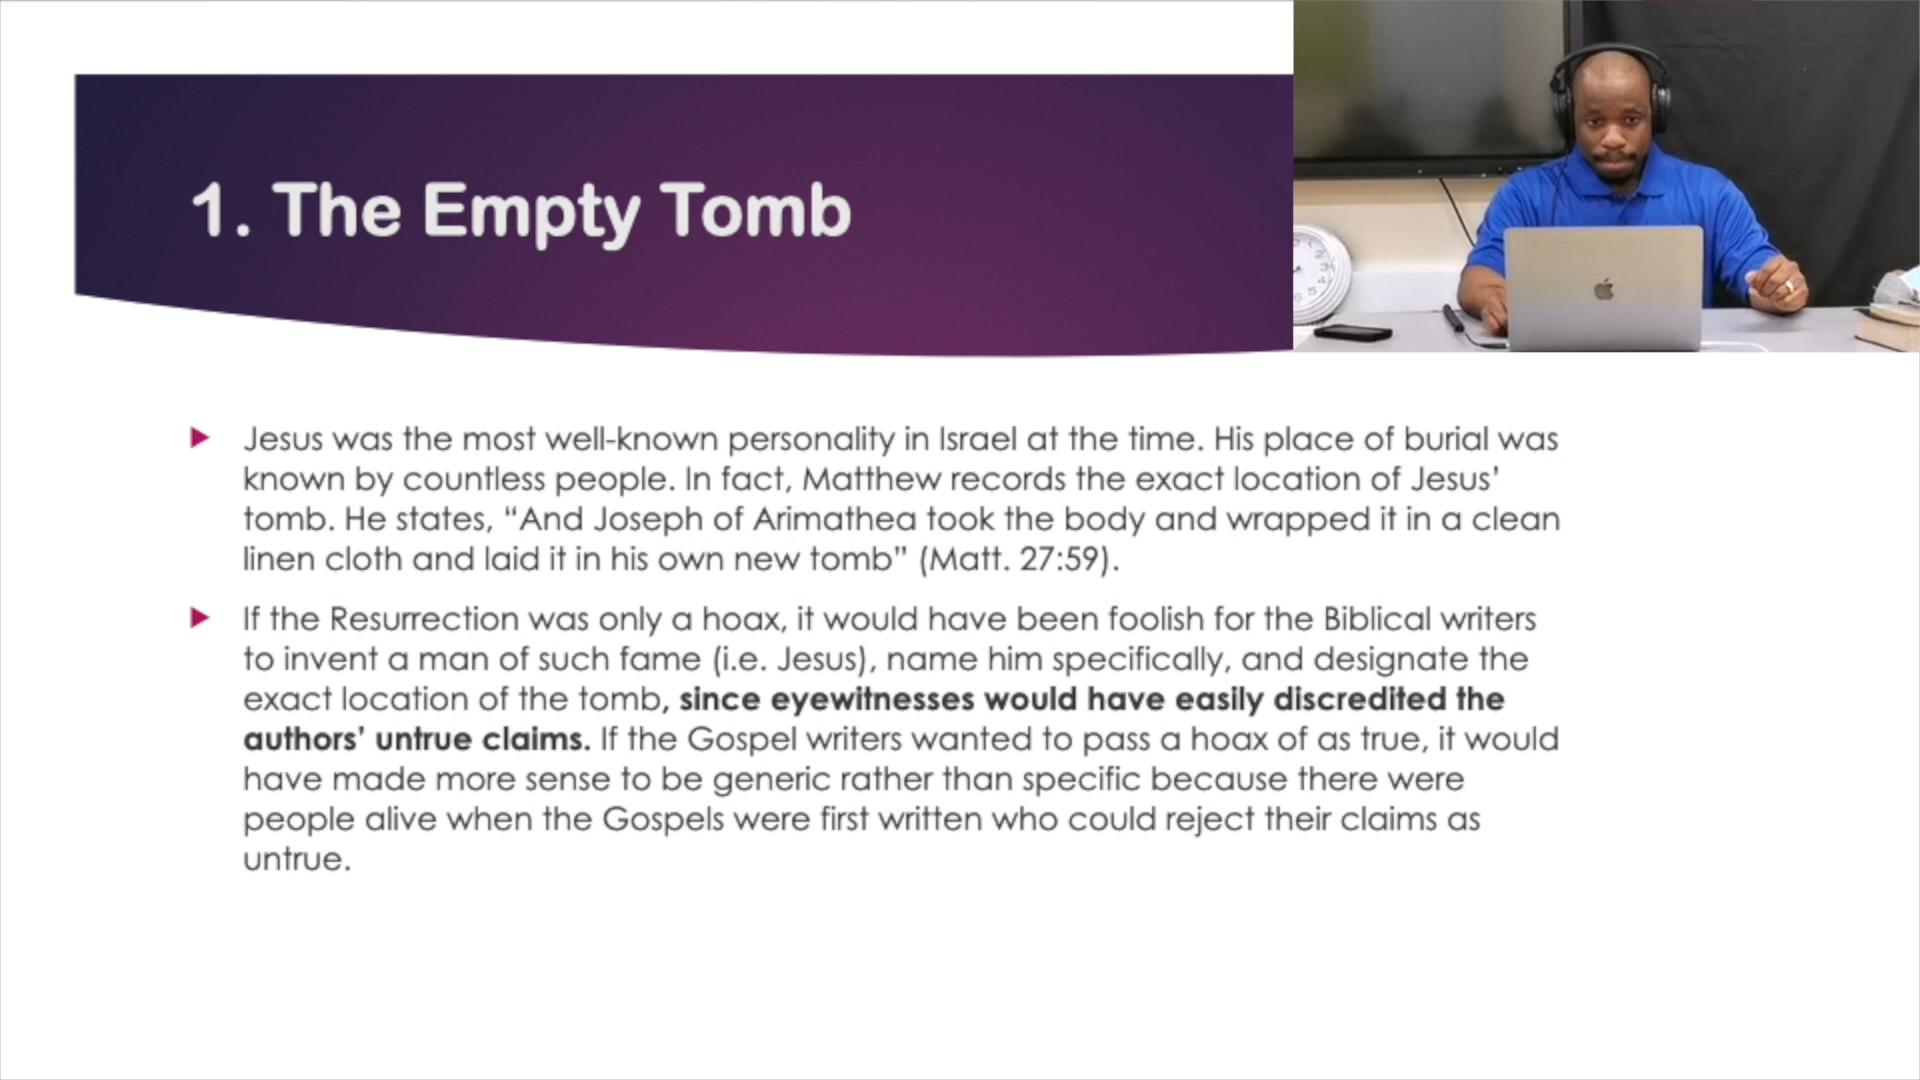 1. The Empty Tomb
Jesus was the most well-known personality in Israel at the time. His place of burial was
known by countless people. In fact, Matthew records the exact location of Jesus’
tomb. He states, “And Joseph of Arimathea took the body and wrapped it in a clean
linen cloth and laid it in his own new tomb” (Matt. 27:59).
If the Resurrection was only a hoax, it would have been foolish for the Biblical writers
to invent a man of such fame (i.e. Jesus), name him specifically, and designate the
exact location of the tomb, since eyewitnesses would have easily discredited the
authors’ untrue claims. If the Gospel writers wanted to pass a hoax of as true, it would
have made more sense to be generic rather than specific because there were
people alive when the Gospels were first written who could reject their claims as
untrue.